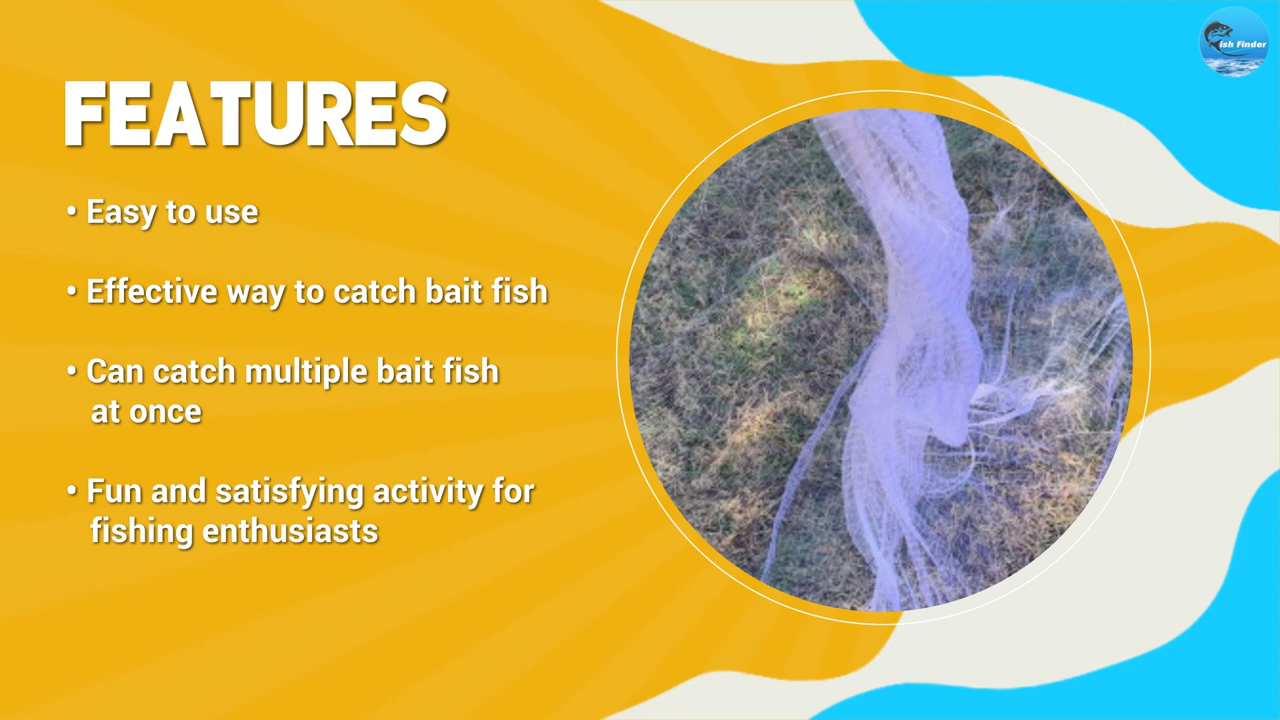 ish Finder
FEATURES
• Easy to use
• Effective way to catch bait fish
• Can catch multiple bait fish
at once
• Fun and satisfying activity for
fishing enthusiasts